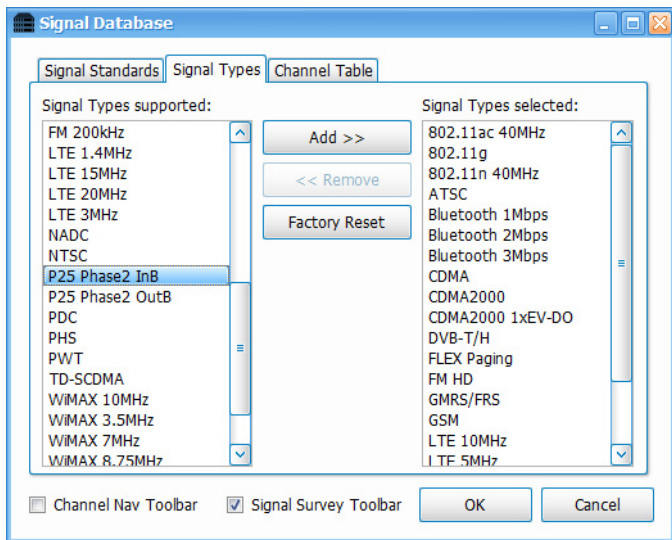 Signal Database
Signal Standards
Signal Types
Channel Table
Signal Types supported:
FM 200kHz
LTE 1.4MHz
LTE 15MHz
LTE 20MHz
LTE 3MHz
NADC
NTSC
P25 Phase2 InB
P25 Phase2 OutB
PDC
PHS
PWT
TD-SCDMA
WiMAX 10MHz
WiMAX 3.5MHz
WiMAX 7MHz
WiMAX 8.75MHz
Add >>
<< Remove
Factory Reset
Signal Types selected:
802.11ac 40MHz
802.11g
802.11n 40MHz
ATSC
Bluetooth 1Mbps
Bluetooth 2Mbps
Bluetooth 3Mbps
CDMA
CDMA2000
CDMA2000 1xEV-DO
DVB-T/H
FLEX Paging
FM HD
GMRS/FRS
GSM
LTE 10MHz
LTE 5MHz
Channel Nav Toolbar
Signal Survey Toolbar
OK
Cancel